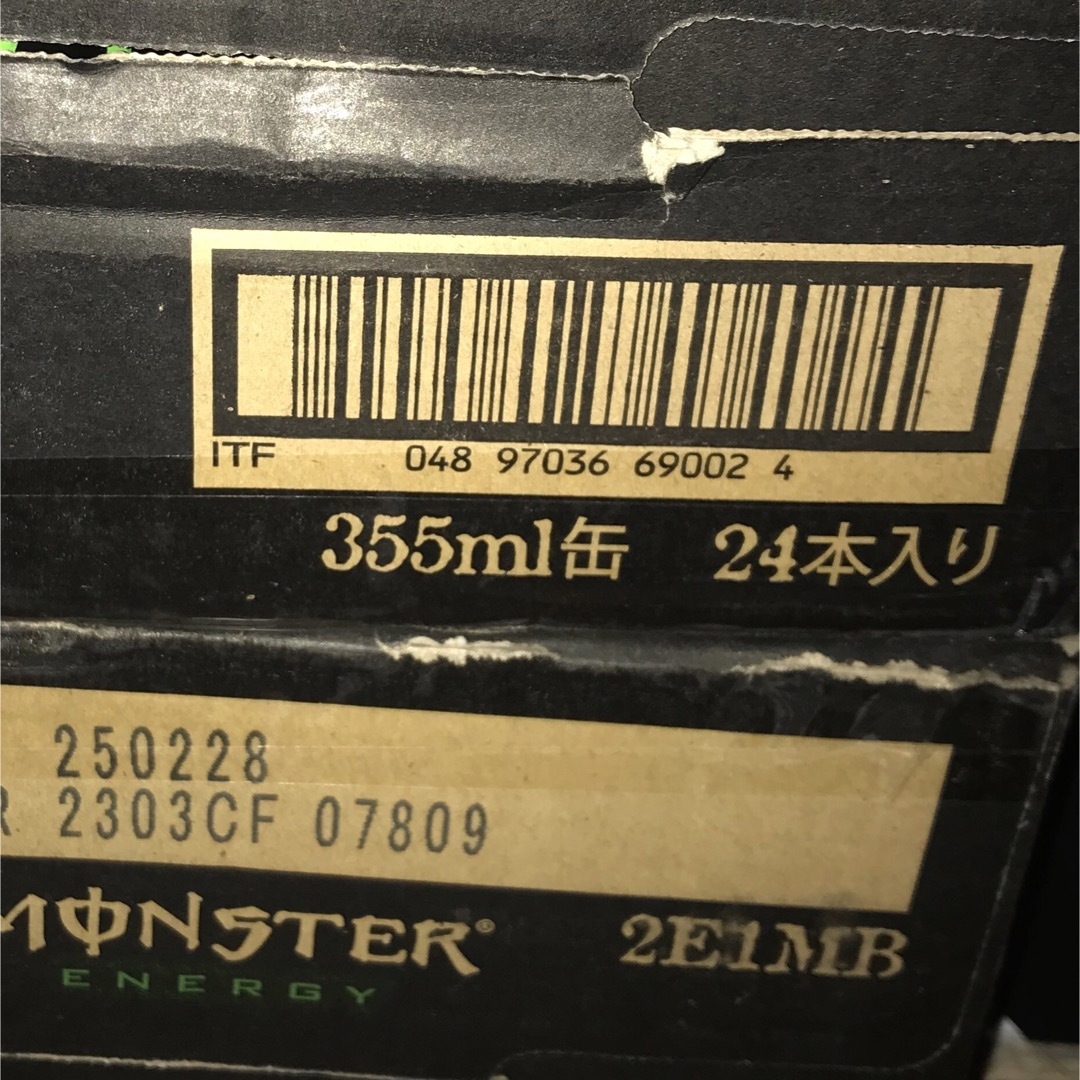 ITF 048 97036 69002 4
355ml缶 24本入り
250228
R 2303CF 07809
MONSTER® 2E1MB
ENERGY